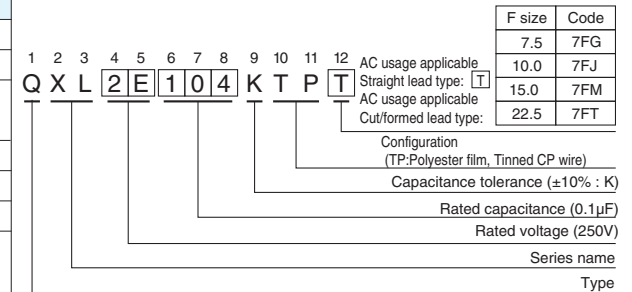 F size Code
7.5 7FG
10.0 7FJ
15.0 7FM
22.5 7FT
1 2 3 4 5 6 7 8 9 10 11 12
Q X L 2 E 1 0 4 K T P T
AC usage applicable
Straight lead type: T
AC usage applicable
Cut/formed lead type:
Configuration
(TP:Polyester film, Tinned CP wire)
Capacitance tolerance (±10% : K)
Rated capacitance (0.1μF)
Rated voltage (250V)
Series name
Type